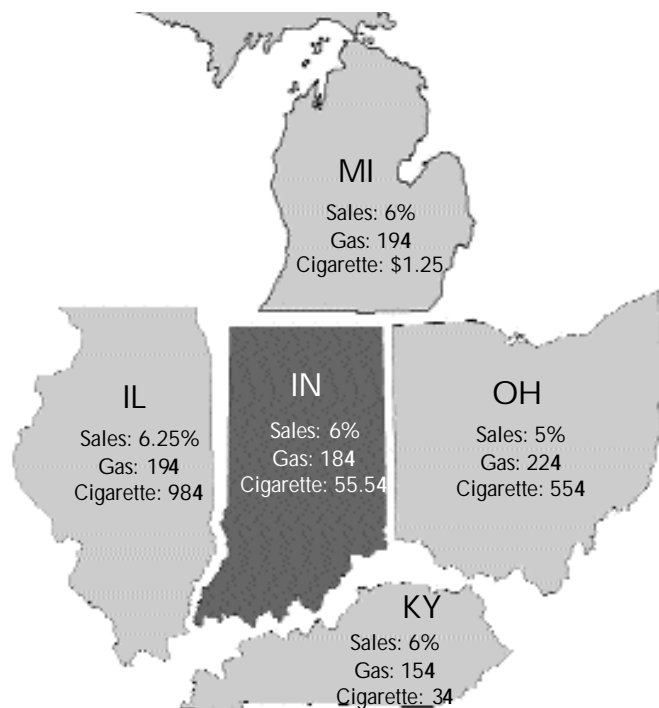 MI
Sales: 6%
Gas: 194
Cigarette: $1.25
IL
Sales: 6.25%
Gas: 194
Cigarette: 984
IN
Sales: 6%
Gas: 184
Cigarette: 55.54
OH
Sales: 5%
Gas: 224
Cigarette: 554
KY
Sales: 6%
Gas: 154
Cigarette: 34